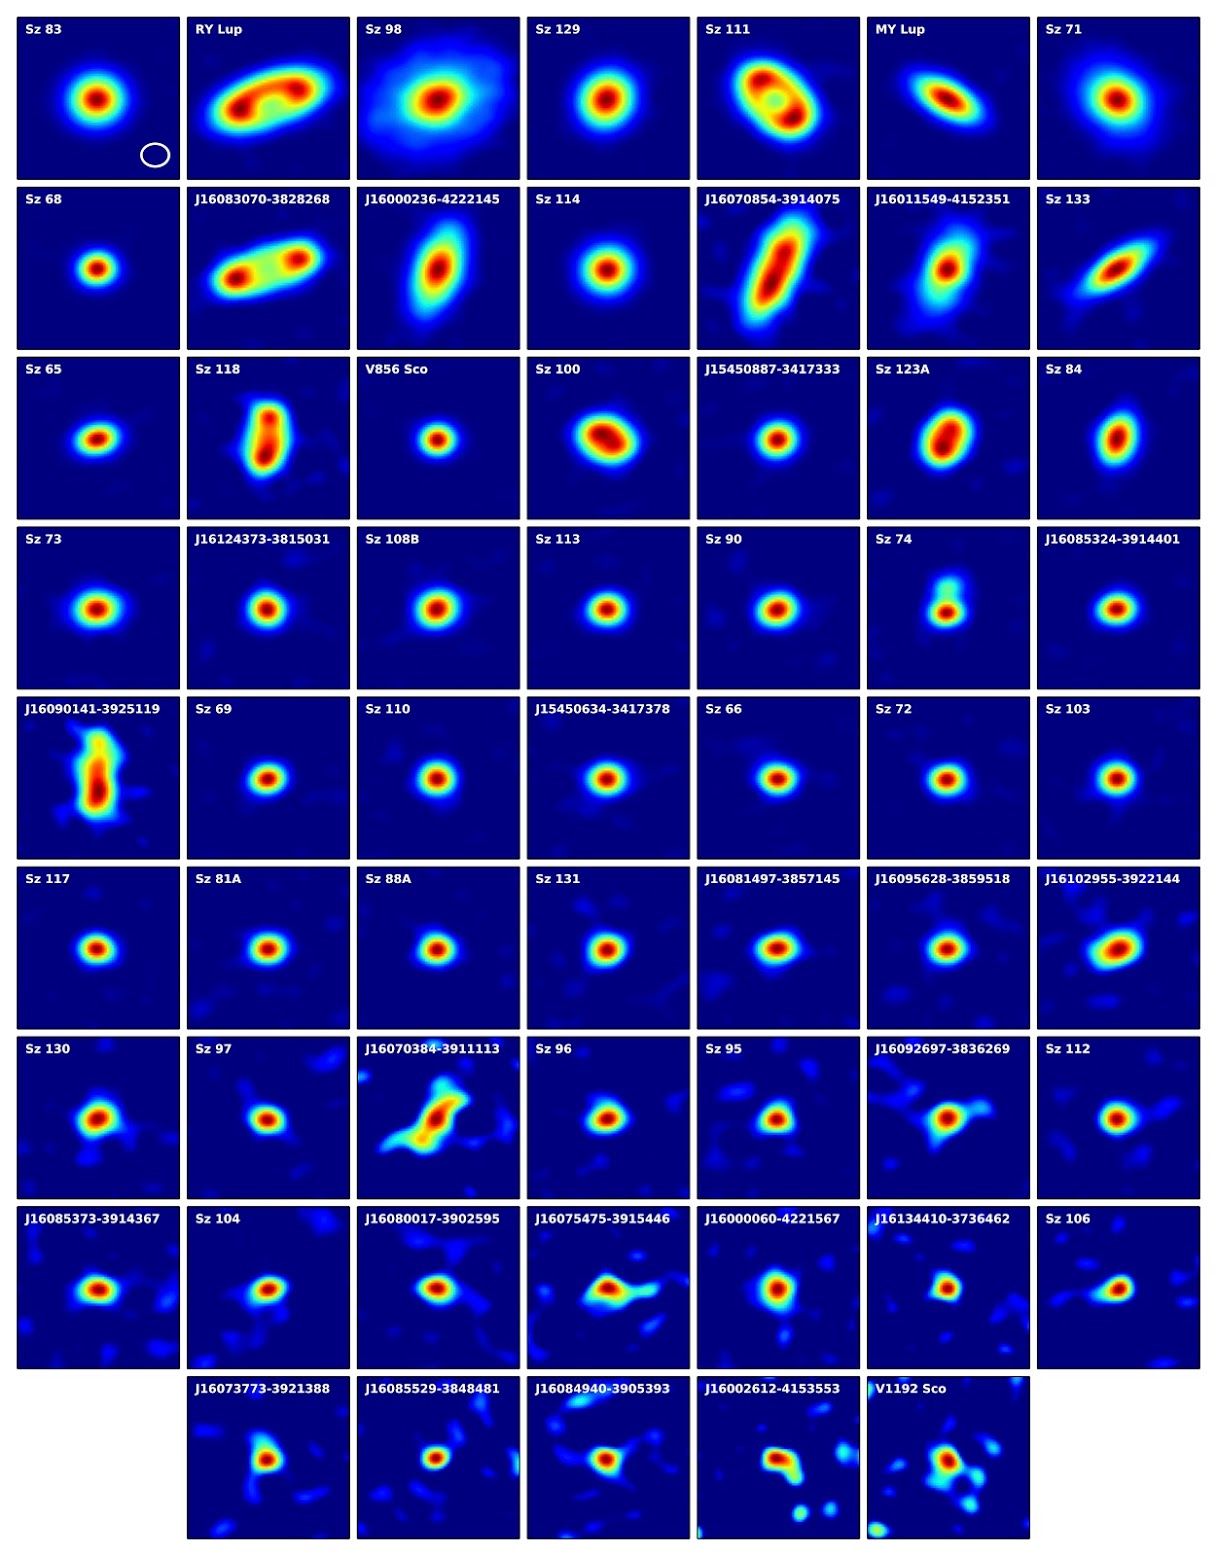 Sz 83
RY Lup
Sz 98
Sz 129
Sz 111
MY Lup
Sz 71
Sz 68
J16083070-3828268
J16000236-4222145
Sz 114
J16070854-3914075
J16011549-4152351
Sz 133
Sz 65
Sz 118
V856 Sco
Sz 100
J15450887-3417333
Sz 123A
Sz 84
Sz 73
J16124373-3815031
Sz 108B
Sz 113
Sz 90
Sz 74
J16085324-3914401
J16090141-3925119
Sz 69
Sz 110
J15450634-3417378
Sz 66
Sz 72
Sz 103
Sz 117
Sz 81A
Sz 88A
Sz 131
J16081497-3857145
J16095628-3859518
J16102955-3922144
Sz 130
Sz 97
J16070384-3911113
Sz 96
Sz 95
J16092697-3836269
Sz 112
J16085373-3914367
Sz 104
J16080017-3902595
J16075475-3915446
J16000060-4221567
J16134410-3736462
Sz 106
J16073773-3921388
J16085529-3848481
J16084940-3905393
J16002612-4153553
V1192 Sco